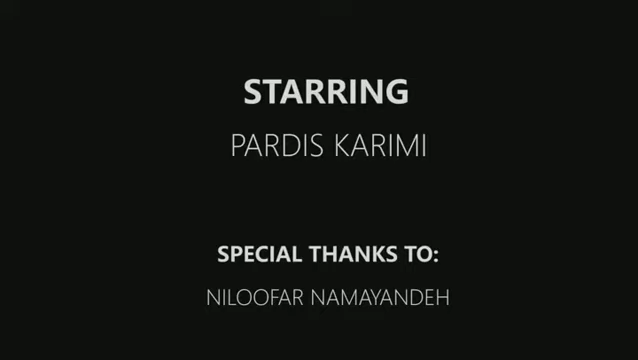 STARRING
PARDIS KARIMI
SPECIAL THANKS TO:
NILOOFAR NAMAYANDEH